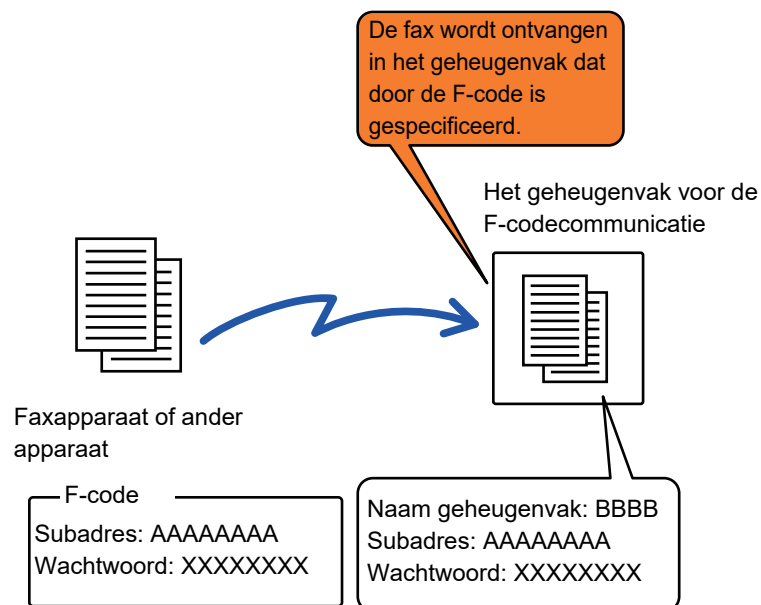 De fax wordt ontvangen
in het geheugenvak dat
door de F-code is
gespecificeerd.
Het geheugenvak voor de
F-codecommunicatie
Faxapparaat of ander
apparaat
F-code
Subadres: AAAAAAAA
Wachtwoord: XXXXXXXX
Naam geheugenvak: BBBB
Subadres: AAAAAAAA
Wachtwoord: XXXXXXXX